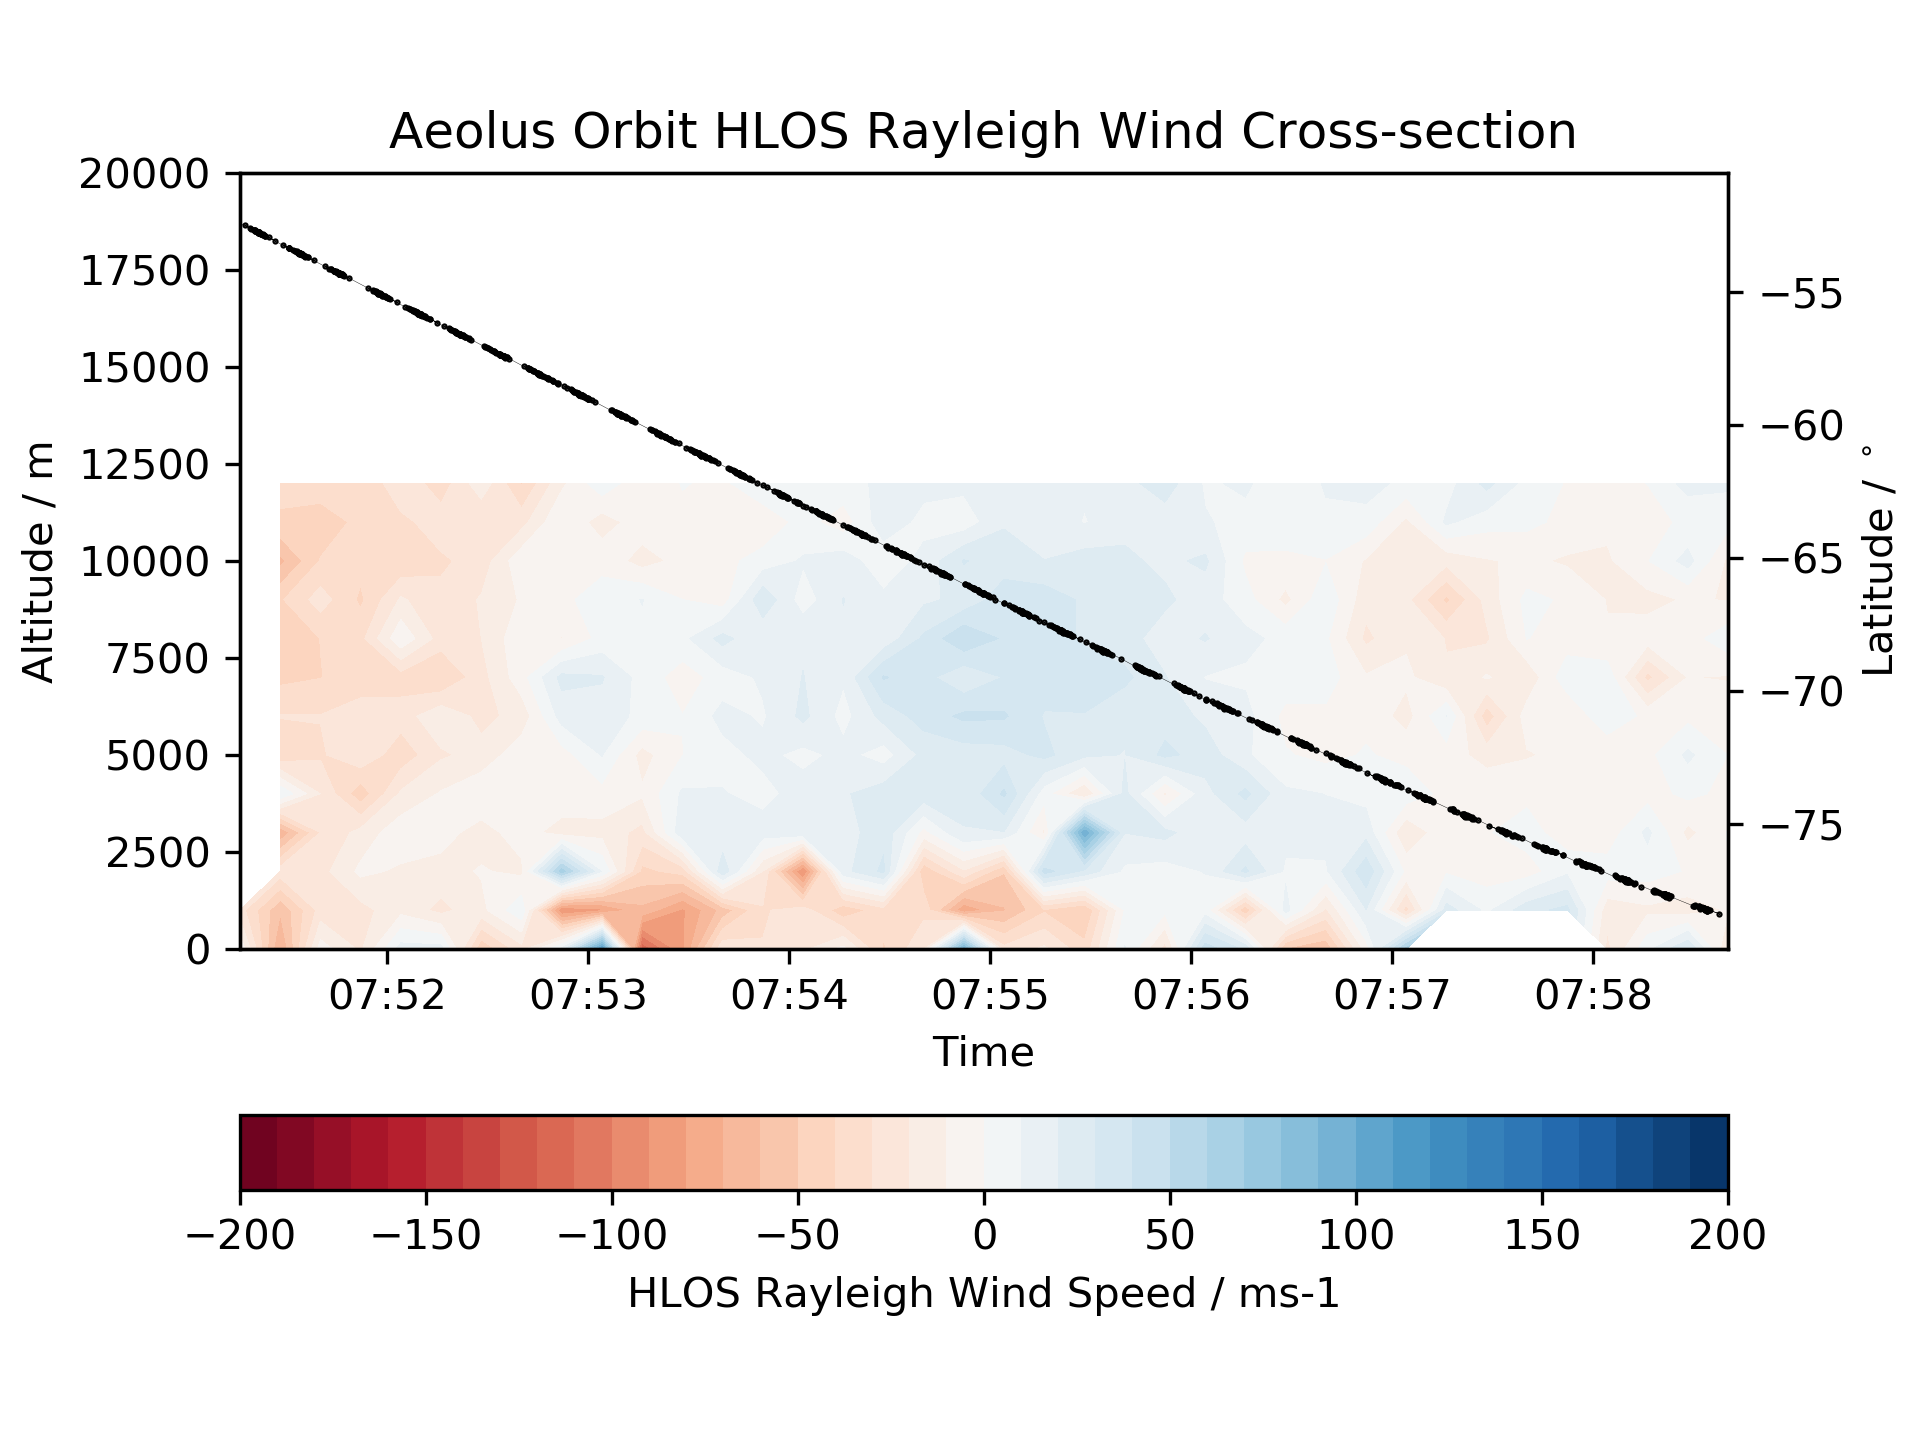 Aeolus Orbit HLOS Rayleigh Wind Cross-section
20000
17500
15000
12500
10000
7500
5000
2500
0
Altitude / m
−55
−60
−65
−70
−75
Latitude / °
07:52 07:53 07:54 07:55 07:56 07:57 07:58
Time
−200 −150 −100 −50 0 50 100 150 200
HLOS Rayleigh Wind Speed / ms-1